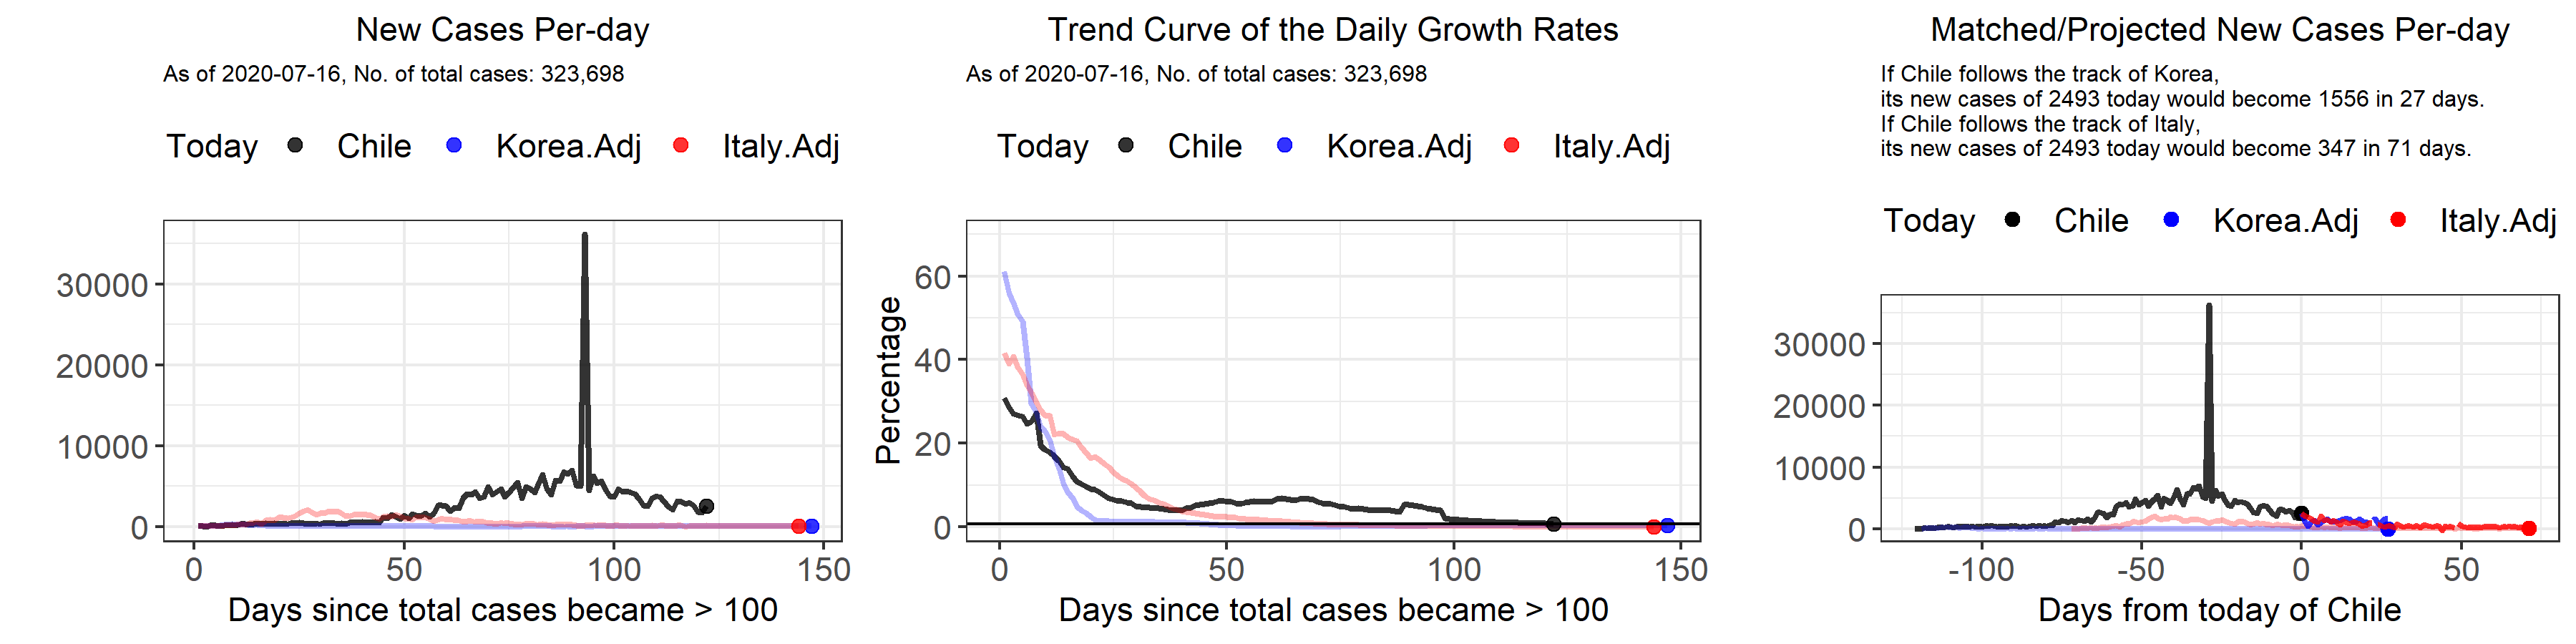 New Cases Per-day
As of 2020-07-16, No. of total cases: 323,698
Today Chile Korea.Adj Italy.Adj
30000
20000
10000
0
0 50 100 150
Days since total cases became > 100
Trend Curve of the Daily Growth Rates
As of 2020-07-16, No. of total cases: 323,698
Today Chile Korea.Adj Italy.Adj
Percentage
60
40
20
0
0 50 100 150
Days since total cases became > 100
Matched/Projected New Cases Per-day
If Chile follows the track of Korea,
its new cases of 2493 today would become 1556 in 27 days.
If Chile follows the track of Italy,
its new cases of 2493 today would become 347 in 71 days.
Today Chile Korea.Adj Italy.Adj
30000
20000
10000
0
-100 -50 0 50
Days from today of Chile